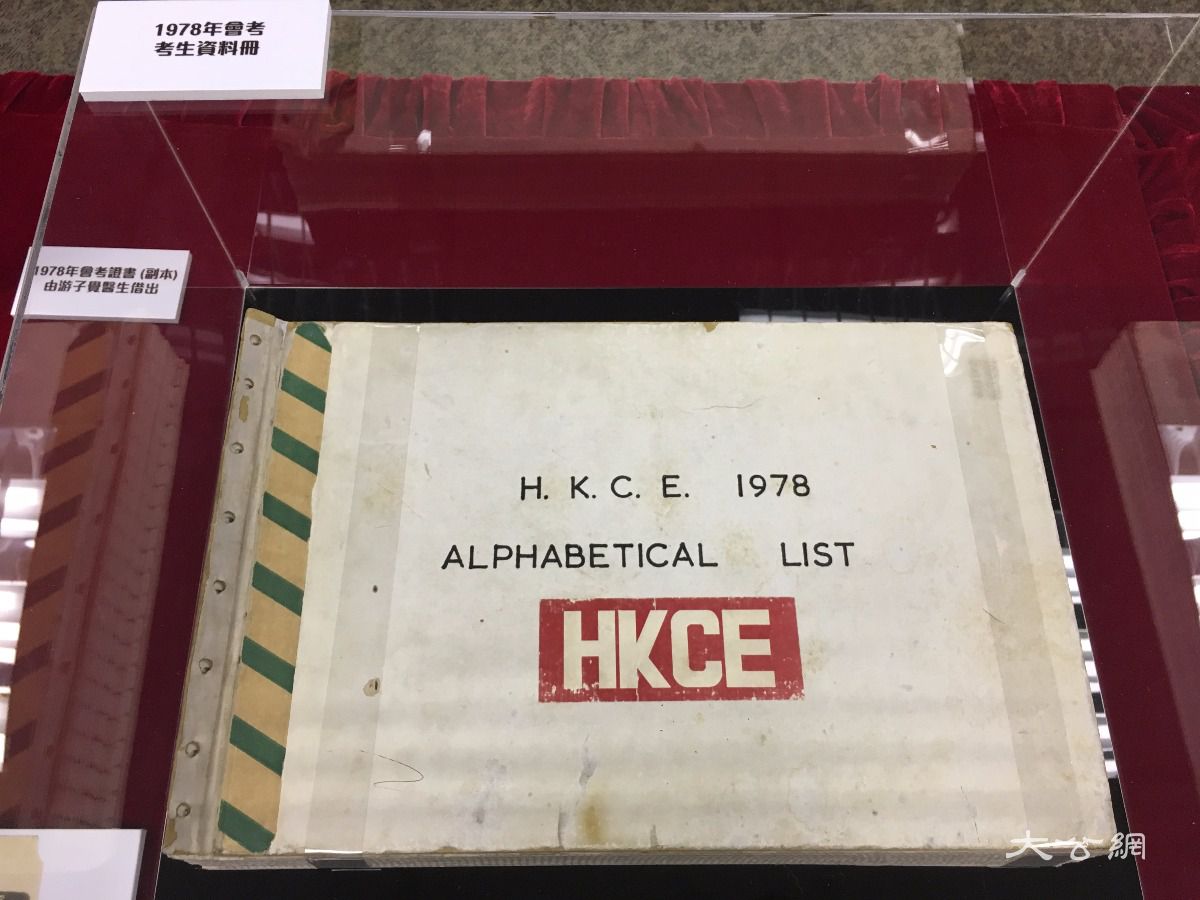 1978年會考
考生資料冊
1978年會考證書 (副本)
由游子覺醫生借出
H. K. C. E. 1978
ALPHABETICAL LIST
HKCE
大公網